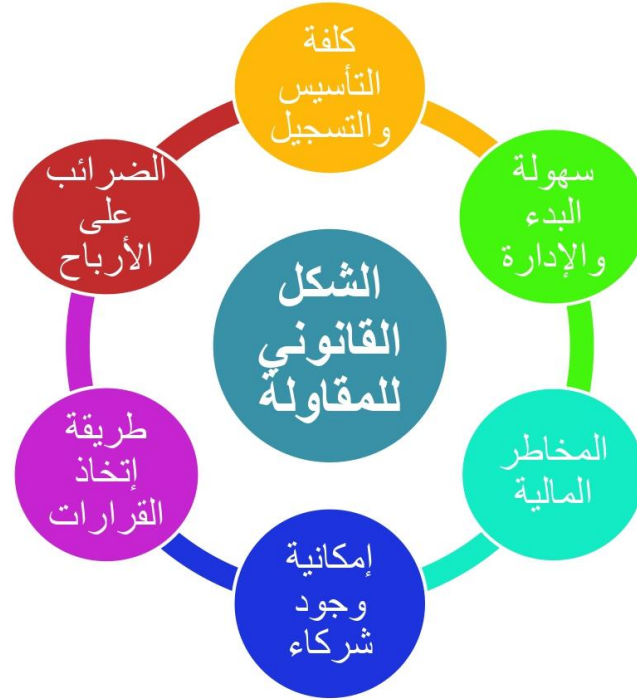 كلفة
التأسيس
والتسجيل
سهولة
البدء
والإدارة
المخاطر
المالية
إمكانية
وجود
شركاء
طريقة
إتخاذ
القرارات
الضرائب
على
الأرباح
الشكل
القانوني
للمقاولة